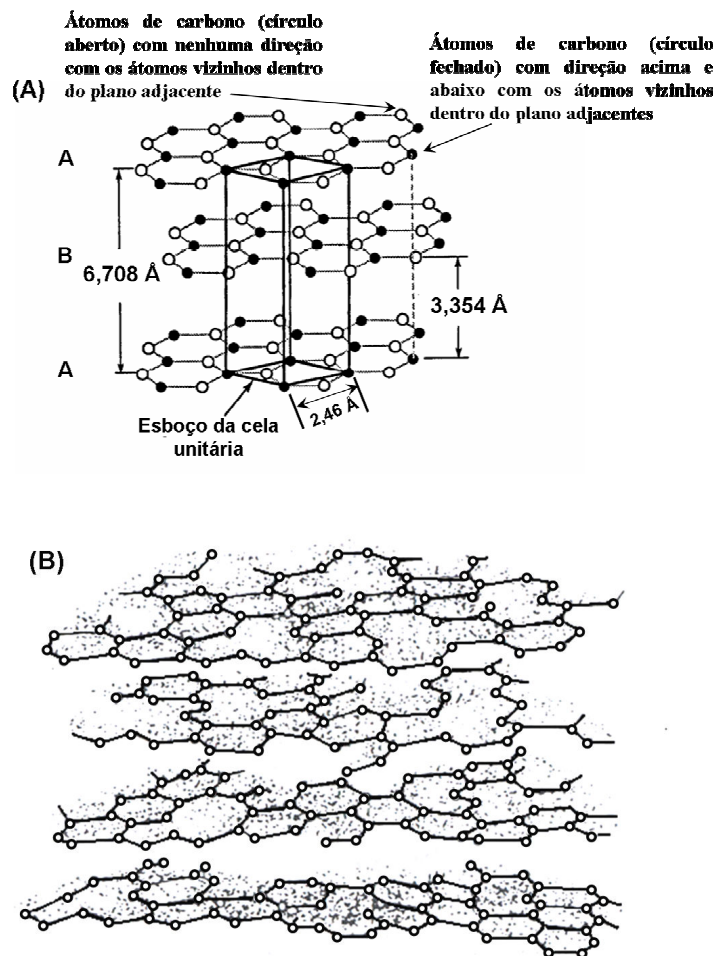 Átomos de carbono (círculo
aberto) com nenhuma direção
com os átomos vizinhos dentro
do plano adjacente
Átomos de carbono (círculo
fechado) com direção acima e
abaixo com os átomos vizinhos
dentro do plano adjacentes
(A)
A
B
6,708 Å
3,354 Å
A
2,46 Å
Esboço da cela
unitária
(B)